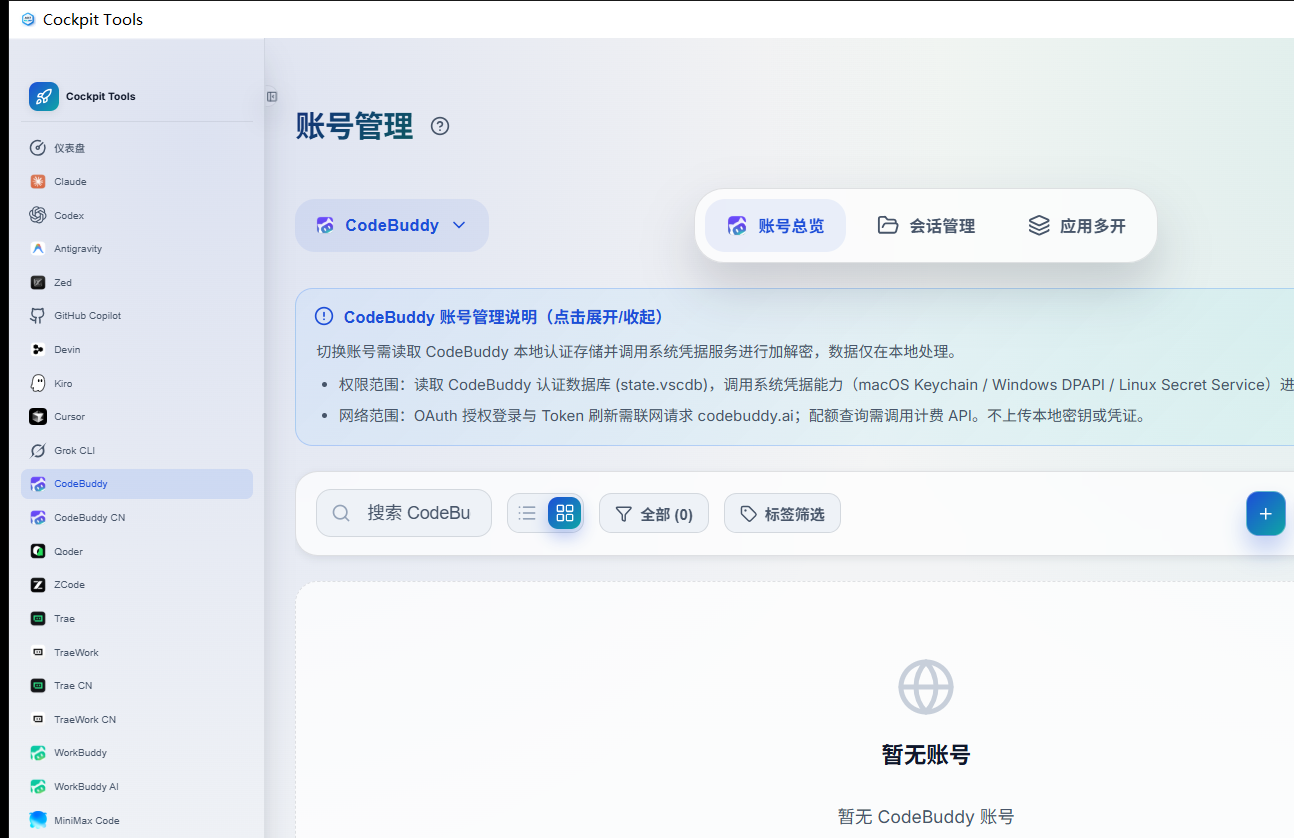 Cockpit Tools
Cockpit Tools
仪表盘
Claude
Codex
Antigravity
Zed
GitHub Copilot
Devin
Kiro
Cursor
Grok CLI
CodeBuddy
CodeBuddy CN
Qoder
ZCode
Trae
TraeWork
Trae CN
TraeWork CN
WorkBuddy
WorkBuddy AI
MiniMax Code
账号管理
CodeBuddy
账号总览
会话管理
应用多开
CodeBuddy 账号管理说明（点击展开/收起）
切换账号需读取 CodeBuddy 本地认证存储并调用系统凭据服务进行加解密，数据仅在本地处理。
• 权限范围：读取 CodeBuddy 认证数据库 (state.vscdb)，调用系统凭据能力（macOS Keychain / Windows DPAPI / Linux Secret Service）进
• 网络范围：OAuth 授权登录与 Token 刷新需联网请求 codebuddy.ai；配额查询需调用计费 API。不上传本地密钥或凭证。
搜索 CodeBu
全部 (0)
标签筛选
暂无账号
暂无 CodeBuddy 账号